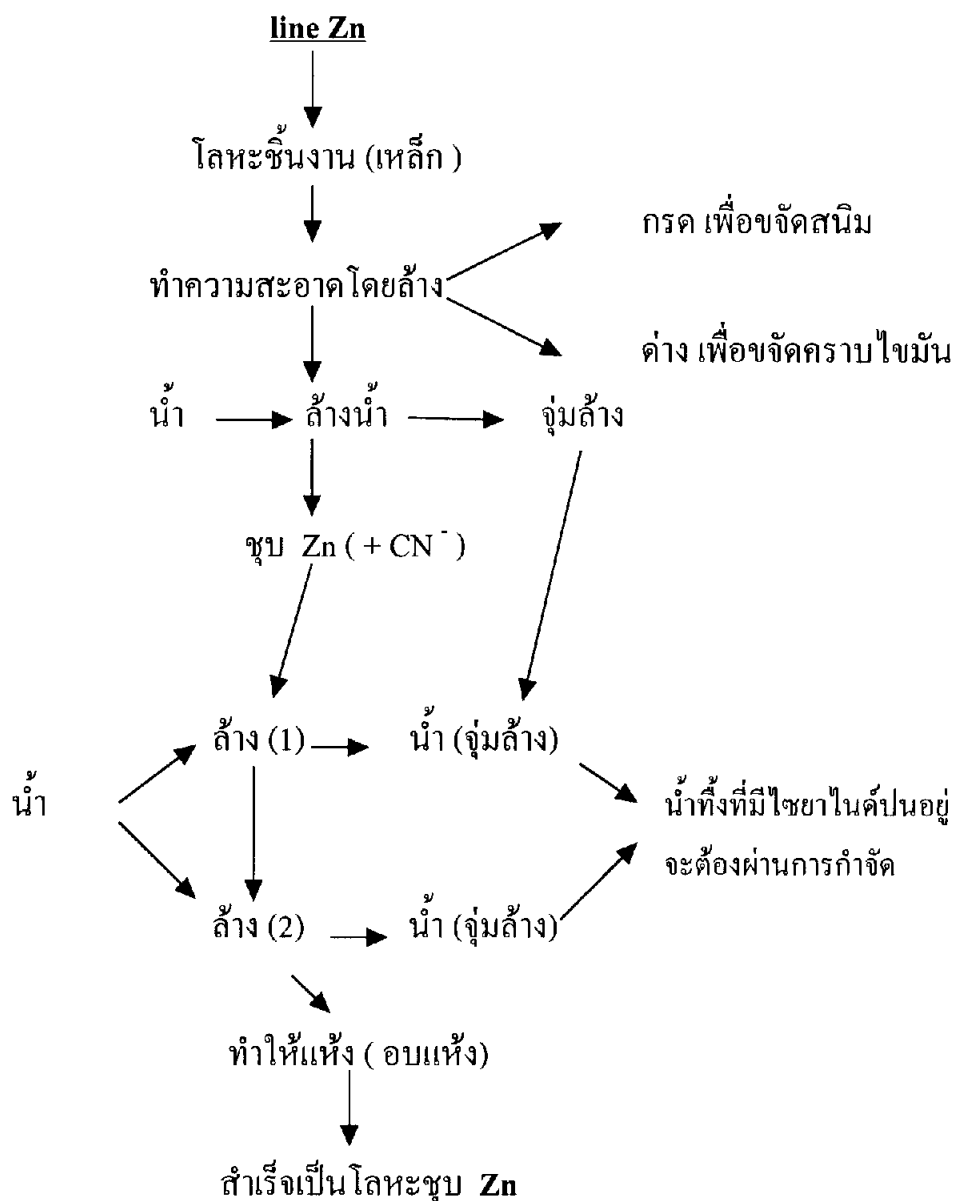 line Zn
โลหะชิ้นงาน (เหล็ก )
กรด เพื่อขจัดสนิม
ทำความสะอาดโดยล้าง
ด่าง เพื่อขจัดคราบไขมัน
น้ำ ล้างน้ำ จุ่มล้าง
ชุบ Zn ( + CN⁻ )
ล้าง (1) น้ำ (จุ่มล้าง)
น้ำ น้ำทิ้งที่มีไซยาไนด์ปนอยู่
จะต้องผ่านการกำจัด
ล้าง (2) น้ำ (จุ่มล้าง)
ทำให้แห้ง ( อบแห้ง)
สำเร็จเป็นโลหะชุบ Zn